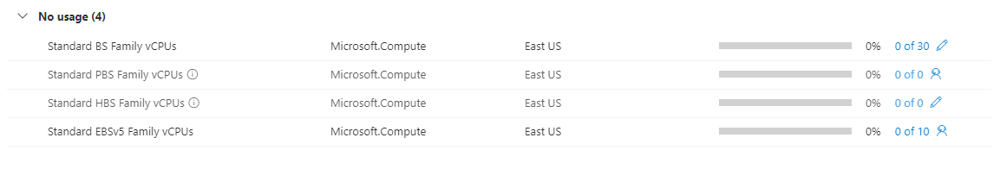 No usage (4)
Standard BS Family vCPUs Microsoft.Compute East US 0% 0 of 30
Standard PBS Family vCPUs Microsoft.Compute East US 0% 0 of 0
Standard HBS Family vCPUs Microsoft.Compute East US 0% 0 of 0
Standard EBSv5 Family vCPUs Microsoft.Compute East US 0% 0 of 10